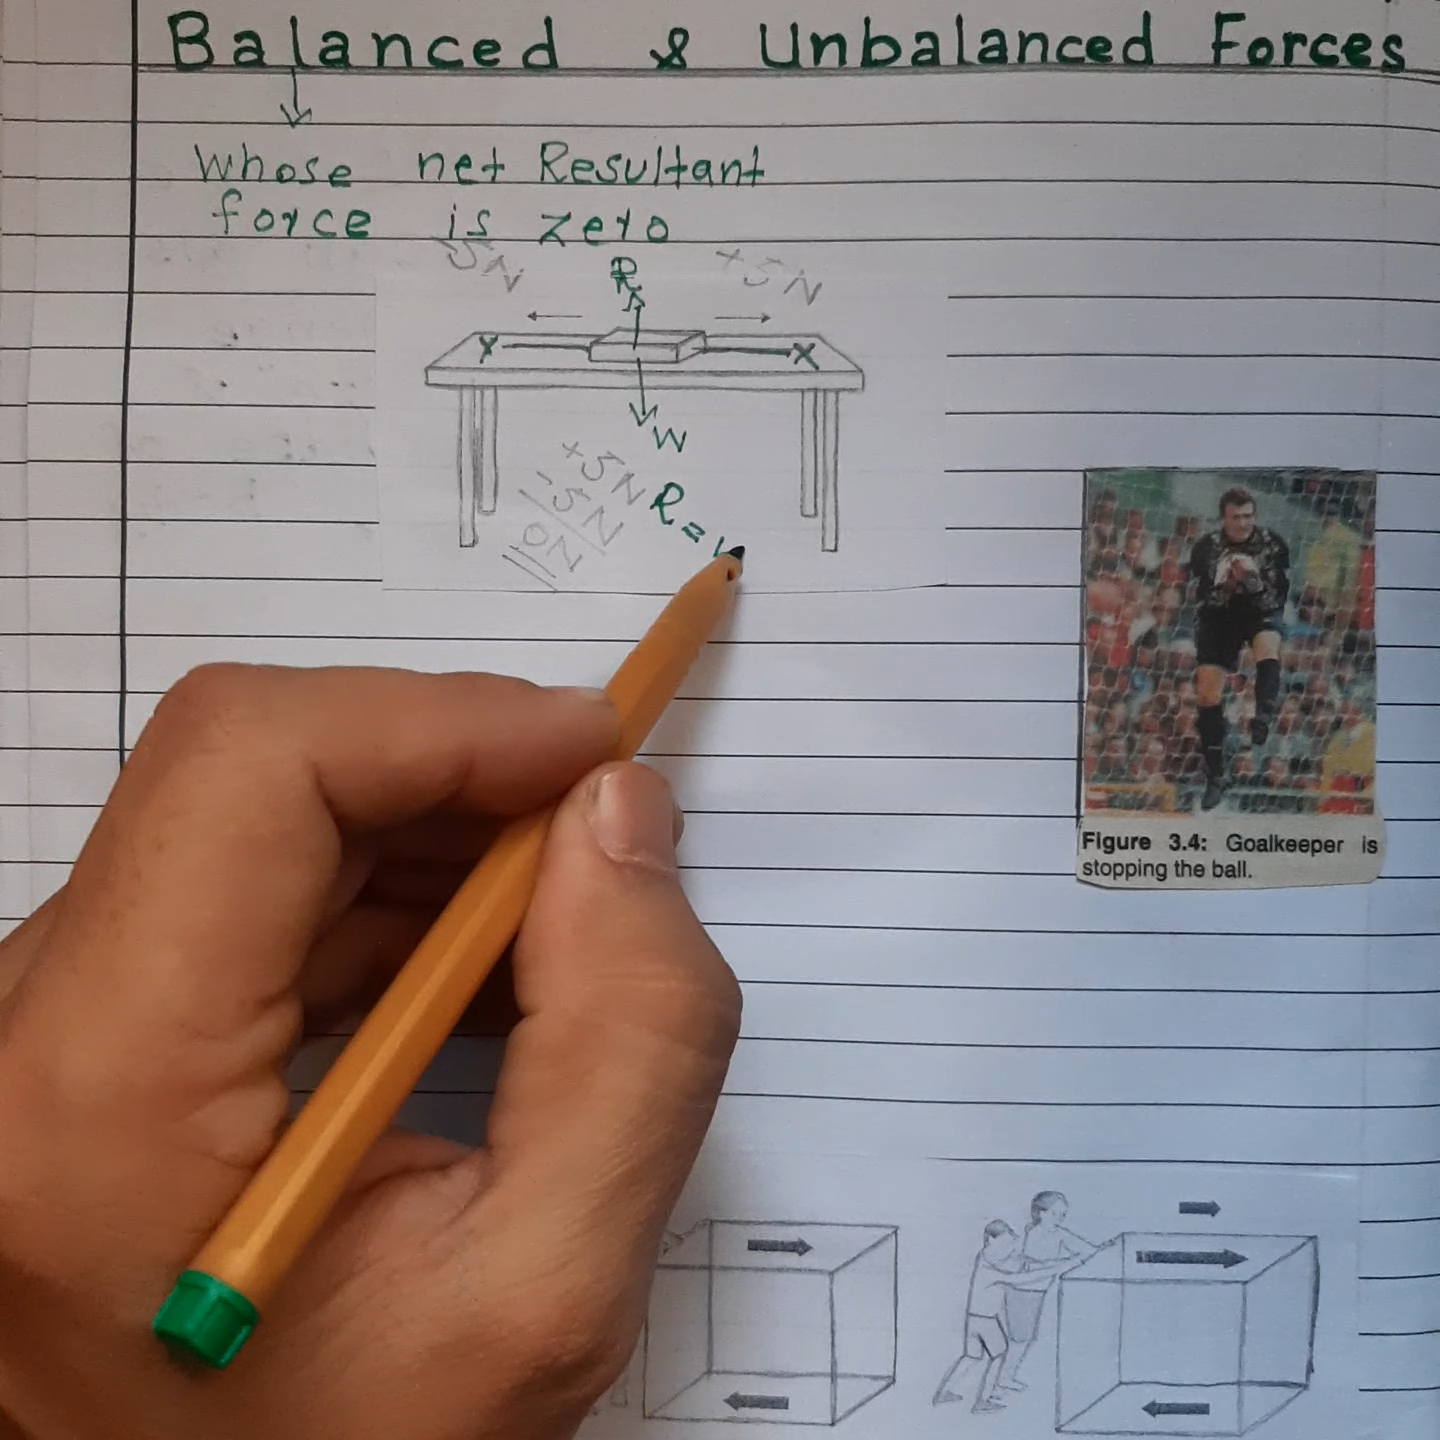 Balanced & Unbalanced Forces
whose net Resultant
force is zero
5N
R
+5N
X
X
W
+5N
-5N
0N
R =
Figure 3.4: Goalkeeper is
stopping the ball.